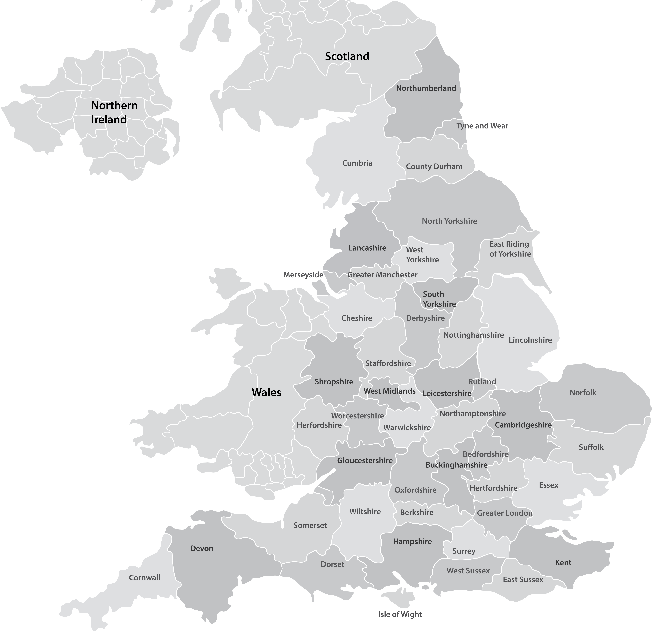 Scotland
Northumberland
Northern
Ireland
Tyne and Wear
Cumbria
County Durham
North Yorkshire
Lancashire
West
Yorkshire
East Riding
of Yorkshire
Merseyside
Greater Manchester
South
Yorkshire
Cheshire
Derbyshire
Nottinghamshire
Lincolnshire
Staffordshire
Shropshire
Wales
West Midlands
Leicestershire
Rutland
Norfolk
Worcestershire
Northamptonshire
Herfordshire
Warwickshire
Cambridgeshire
Suffolk
Gloucestershire
Bedfordshire
Buckinghamshire
Oxfordshire
Hertfordshire
Essex
Somerset
Wiltshire
Berkshire
Greater London
Devon
Hampshire
Surrey
Kent
Dorset
West Sussex
East Sussex
Cornwall
Isle of Wight